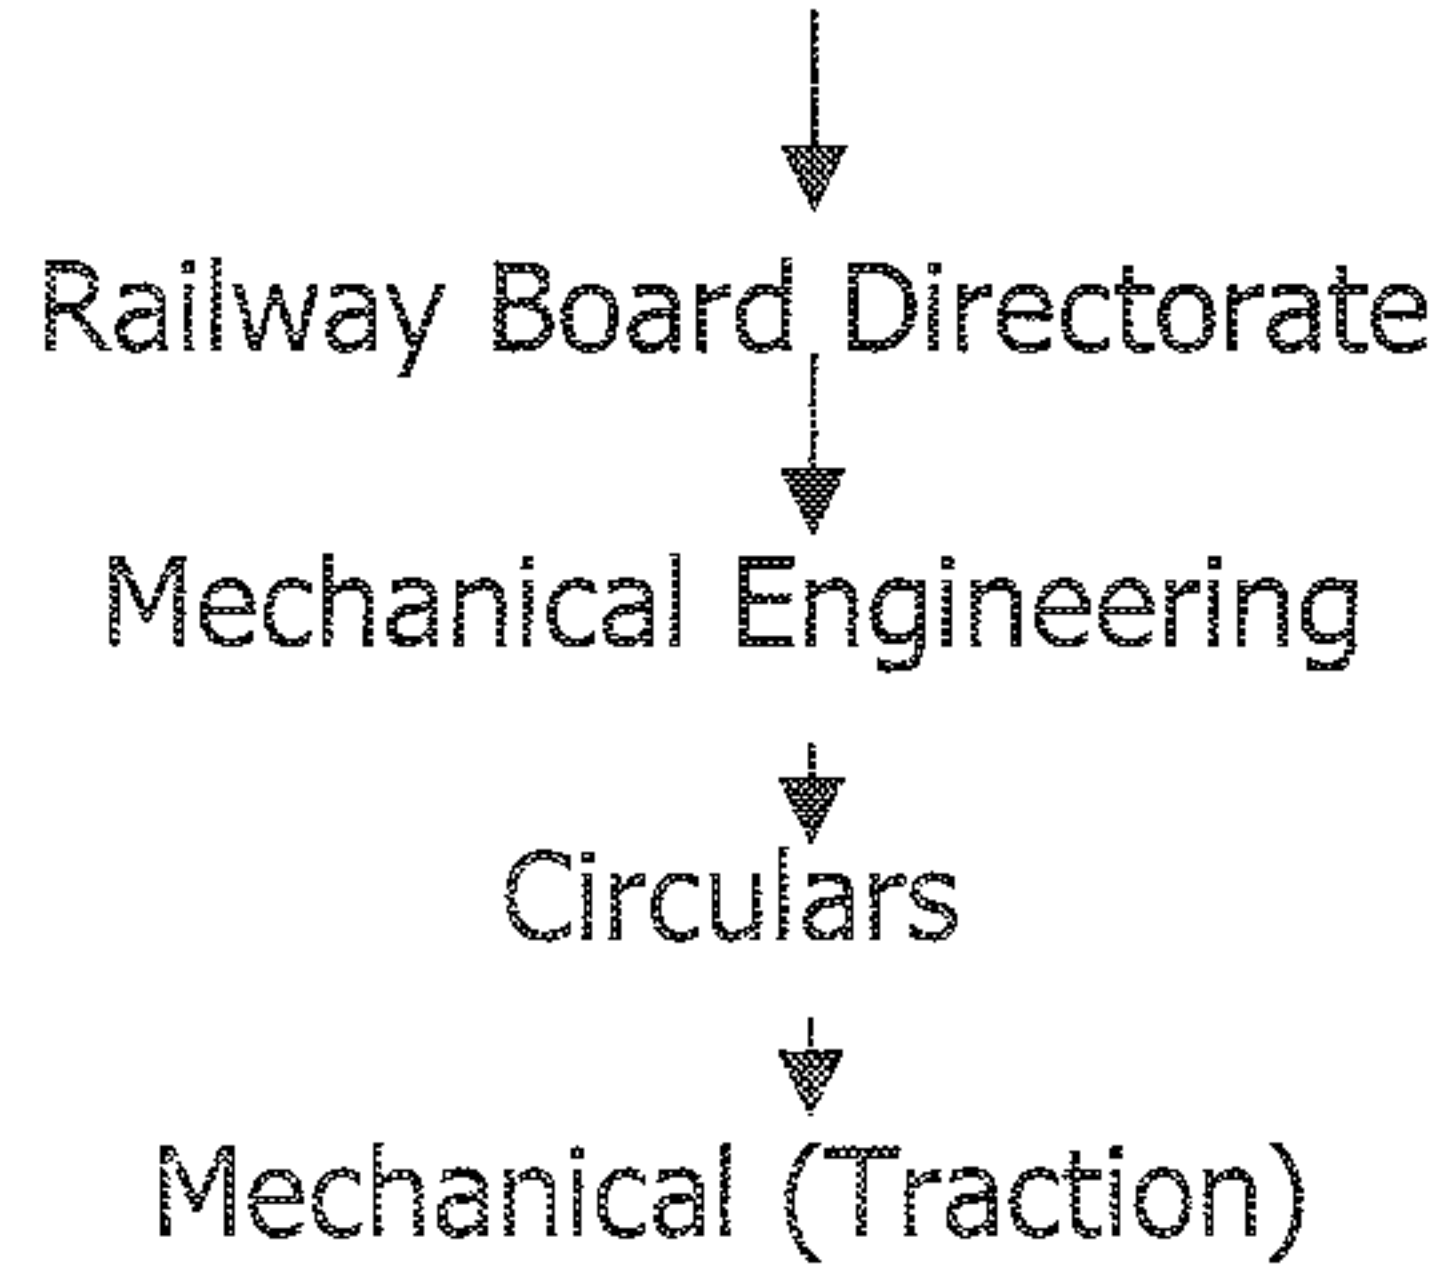 Railway Board Directorate
Mechanical Engineering
Circulars
Mechanical (Traction)